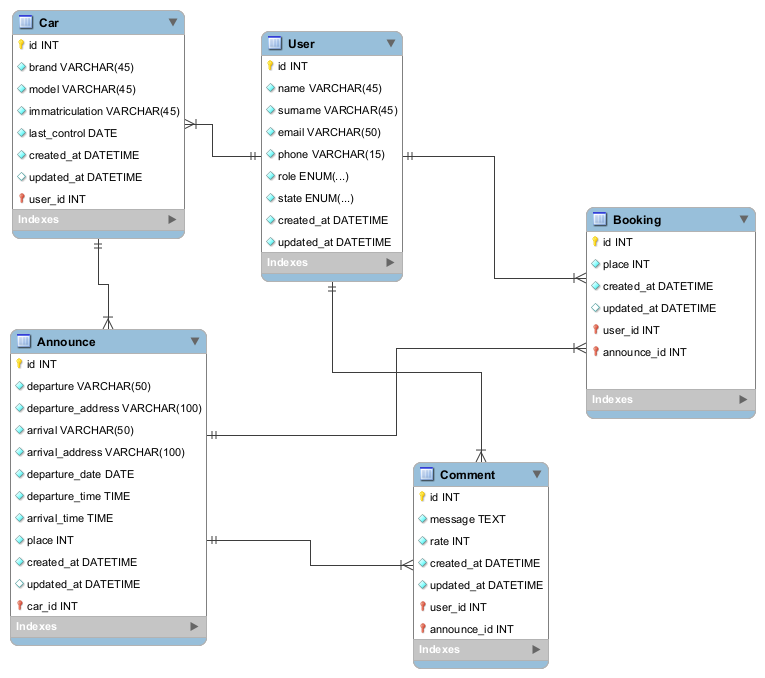 Car
id INT
brand VARCHAR(45)
model VARCHAR(45)
immatriculation VARCHAR(45)
last_control DATE
created_at DATETIME
updated_at DATETIME
user_id INT
Indexes
User
id INT
name VARCHAR(45)
surname VARCHAR(45)
email VARCHAR(50)
phone VARCHAR(15)
role ENUM(...)
state ENUM(...)
created_at DATETIME
updated_at DATETIME
Indexes
Booking
id INT
place INT
created_at DATETIME
updated_at DATETIME
user_id INT
announce_id INT
Indexes
Announce
id INT
departure VARCHAR(50)
departure_address VARCHAR(100)
arrival VARCHAR(50)
arrival_address VARCHAR(100)
departure_date DATE
departure_time TIME
arrival_time TIME
place INT
created_at DATETIME
updated_at DATETIME
car_id INT
Indexes
Comment
id INT
message TEXT
rate INT
created_at DATETIME
updated_at DATETIME
user_id INT
announce_id INT
Indexes